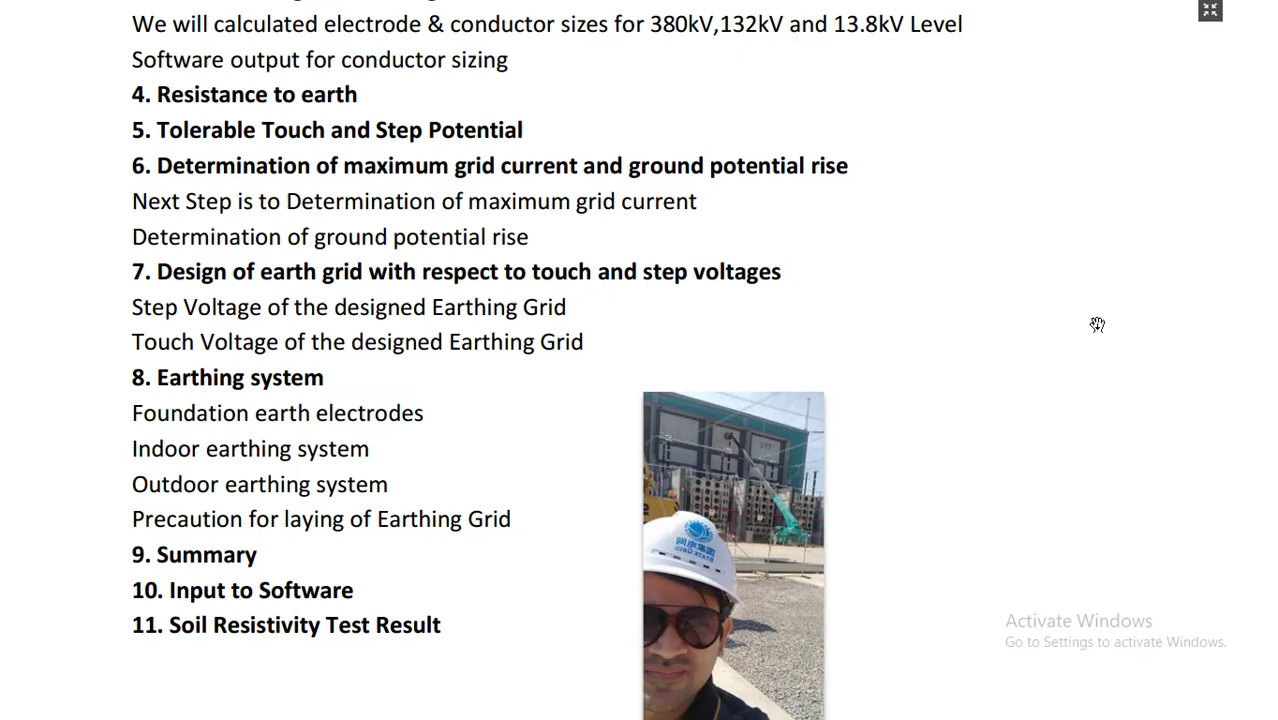 We will calculated electrode & conductor sizes for 380kV,132kV and 13.8kV Level
Software output for conductor sizing
4. Resistance to earth
5. Tolerable Touch and Step Potential
6. Determination of maximum grid current and ground potential rise
Next Step is to Determination of maximum grid current
Determination of ground potential rise
7. Design of earth grid with respect to touch and step voltages
Step Voltage of the designed Earthing Grid
Touch Voltage of the designed Earthing Grid
8. Earthing system
Foundation earth electrodes
Indoor earthing system
Outdoor earthing system
Precaution for laying of Earthing Grid
9. Summary
10. Input to Software
11. Soil Resistivity Test Result
STATE GRID
Activate Windows
Go to Settings to activate Windows.